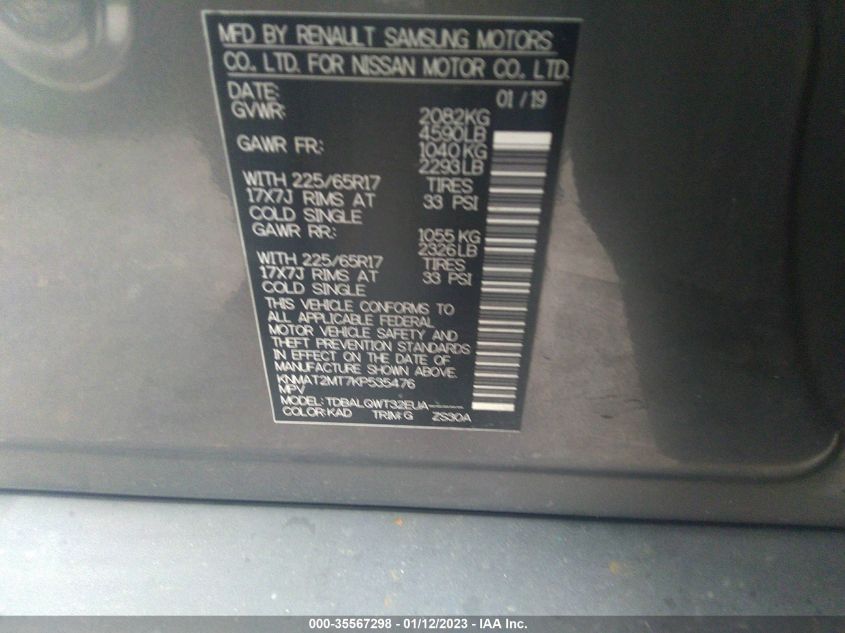 MFD BY RENAULT SAMSUNG MOTORS
CO., LTD. FOR NISSAN MOTOR CO., LTD.
DATE: 01/19
GVWR: 2082KG
4590LB
GAWR FR: 1040KG
2293LB
WITH 225/65R17 TIRES
17X7J RIMS AT 33 PSI
COLD SINGLE
GAWR RR: 1055KG
2326LB
WITH 225/65R17 TIRES
17X7J RIMS AT 33 PSI
COLD SINGLE
THIS VEHICLE CONFORMS TO
ALL APPLICABLE FEDERAL
MOTOR VEHICLE SAFETY AND
THEFT PREVENTION STANDARDS
IN EFFECT ON THE DATE OF
MANUFACTURE SHOWN ABOVE.
KNMAT2MT7KP535476
MPV
MODEL: TDBALQWT32EUA-----
COLOR:KAD TRIM:G ZS30A
000-35567298 - 01/12/2023 - IAA Inc.